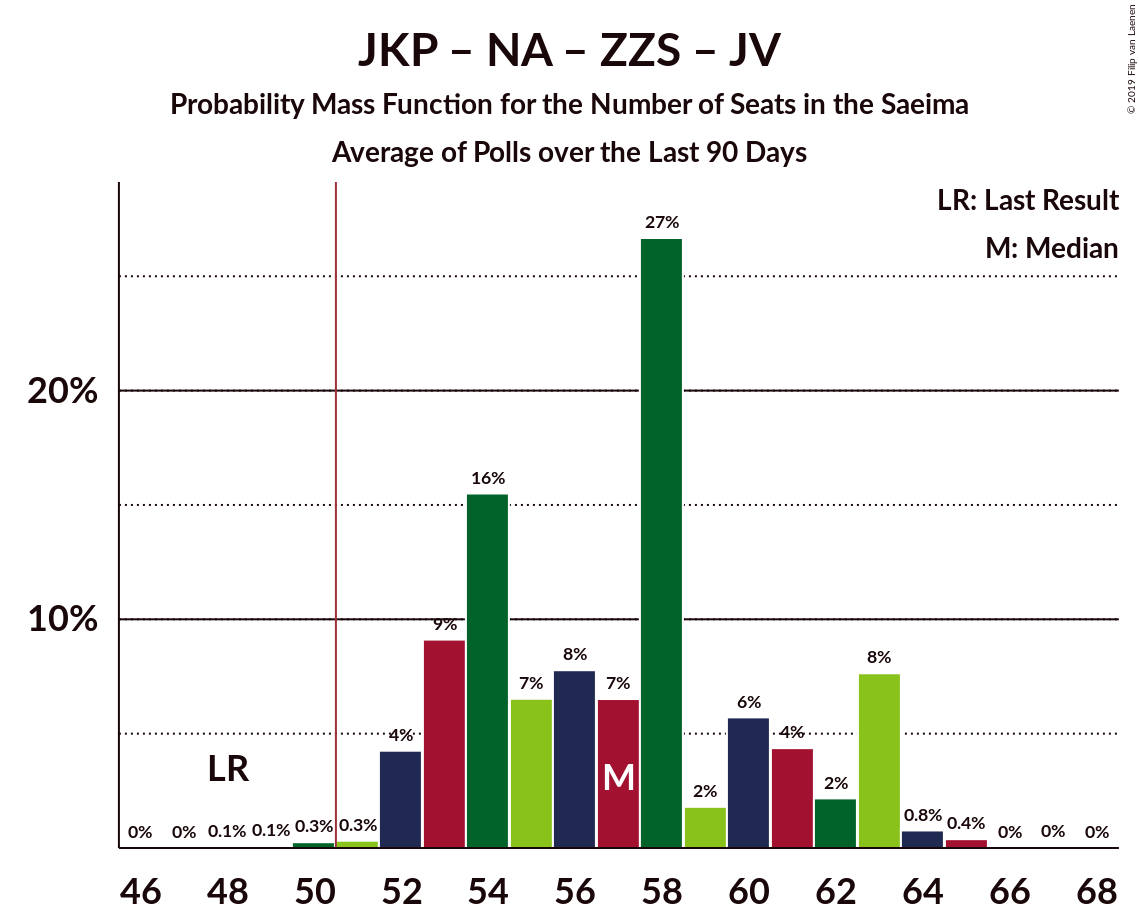 JKP – NA – ZZS – JV
Probability Mass Function for the Number of Seats in the Saeima
Average of Polls over the Last 90 Days
© 2019 Filip van Laenen
LR: Last Result
M: Median
27%
20%
16%
10%
9%
8%
8%
7%
7%
6%
4%
4%
LR
M
2%
2%
0%
0%
0.1%
0.1%
0.3%
0.3%
0.8%
0.4%
0%
0%
0%
46 48 50 52 54 56 58 60 62 64 66 68